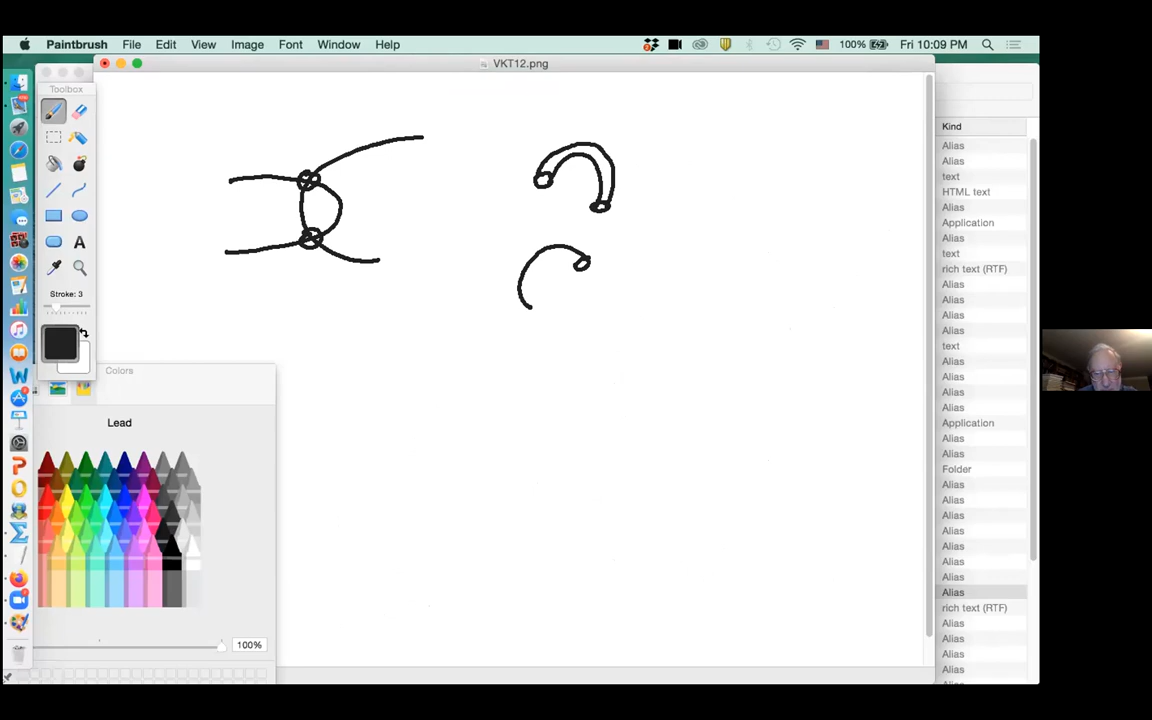 Paintbrush File Edit View Image Font Window Help 100% Fri 10:09 PM
VKT12.png
Toolbox
A
Stroke: 3
Colors
Lead
100%
Kind
Alias
Alias
text
HTML text
Alias
Application
Alias
text
rich text (RTF)
Alias
Alias
Alias
Alias
text
Alias
Alias
Alias
Alias
Application
Alias
Alias
Folder
Alias
Alias
Alias
Alias
Alias
Alias
Alias
Alias
rich text (RTF)
Alias
Alias
Alias
Alias